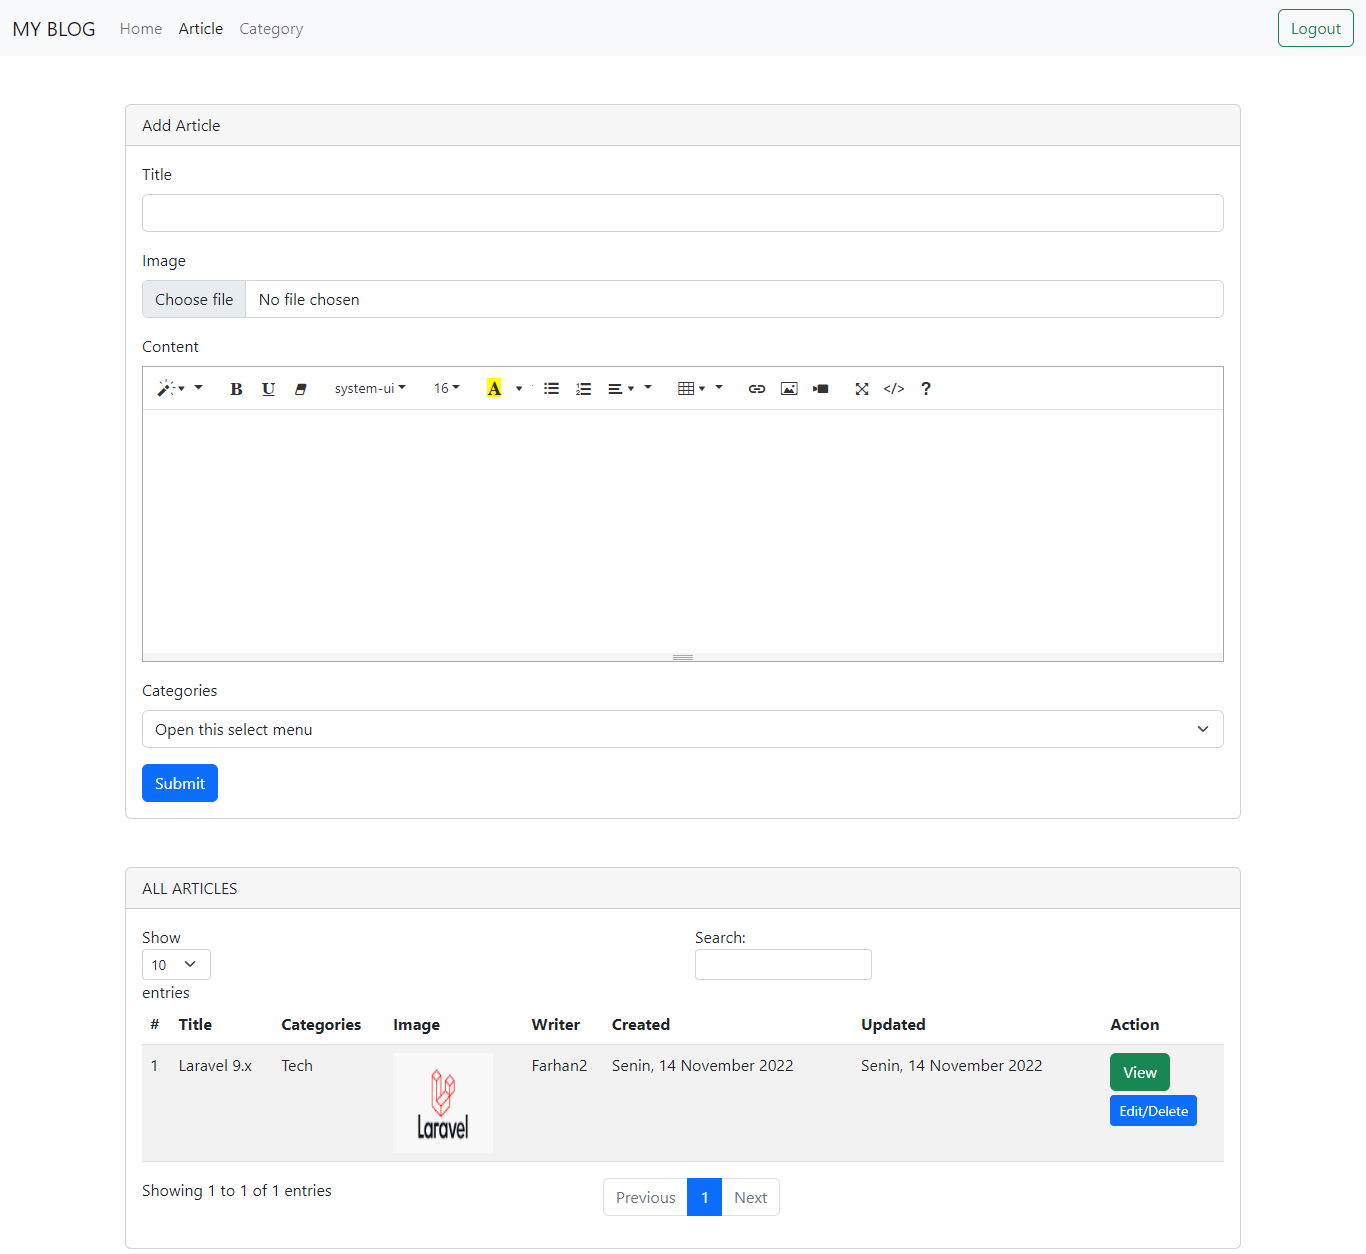 MY BLOG Home Article Category Logout
Add Article
Title
Image
Choose file No file chosen
Content
B U system-ui 16 A </> ?
Categories
Open this select menu
Submit
ALL ARTICLES
Show Search:
10
entries
# Title Categories Image Writer Created Updated Action
1 Laravel 9.x Tech Farhan2 Senin, 14 November 2022 Senin, 14 November 2022 View
Edit/Delete
Laravel
Showing 1 to 1 of 1 entries Previous 1 Next